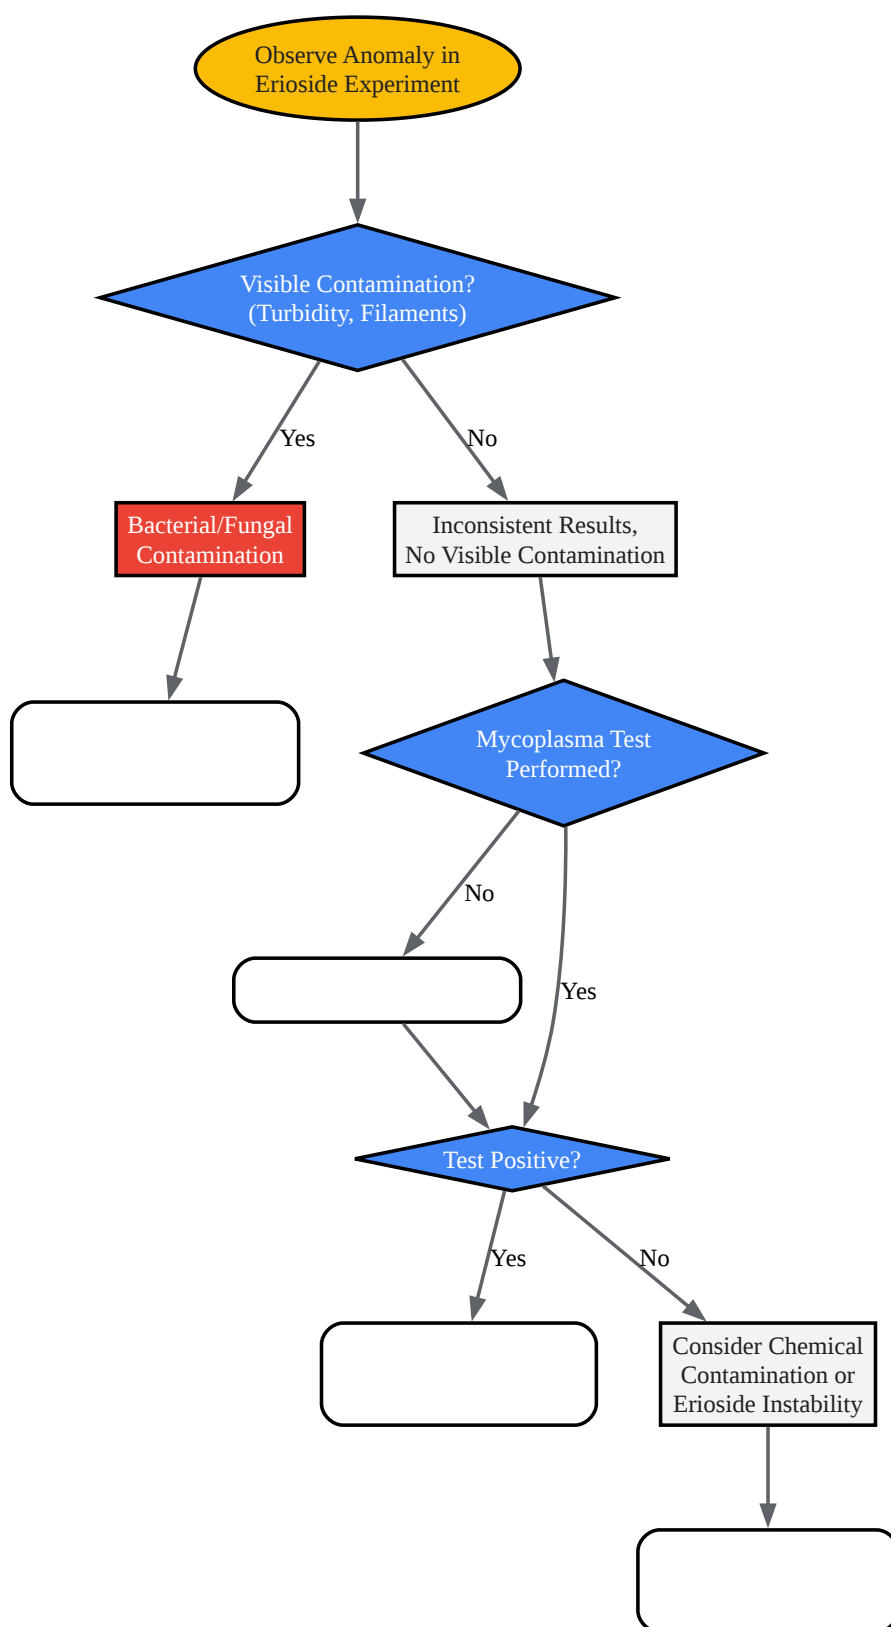 Observe Anomaly in
Erioside Experiment
Visible Contamination?
(Turbidity, Filaments)
Yes
No
Bacterial/Fungal
Contamination
Inconsistent Results,
No Visible Contamination
Mycoplasma Test
Performed?
No
Yes
Test Positive?
Yes
No
Consider Chemical
Contamination or
Erioside Instability